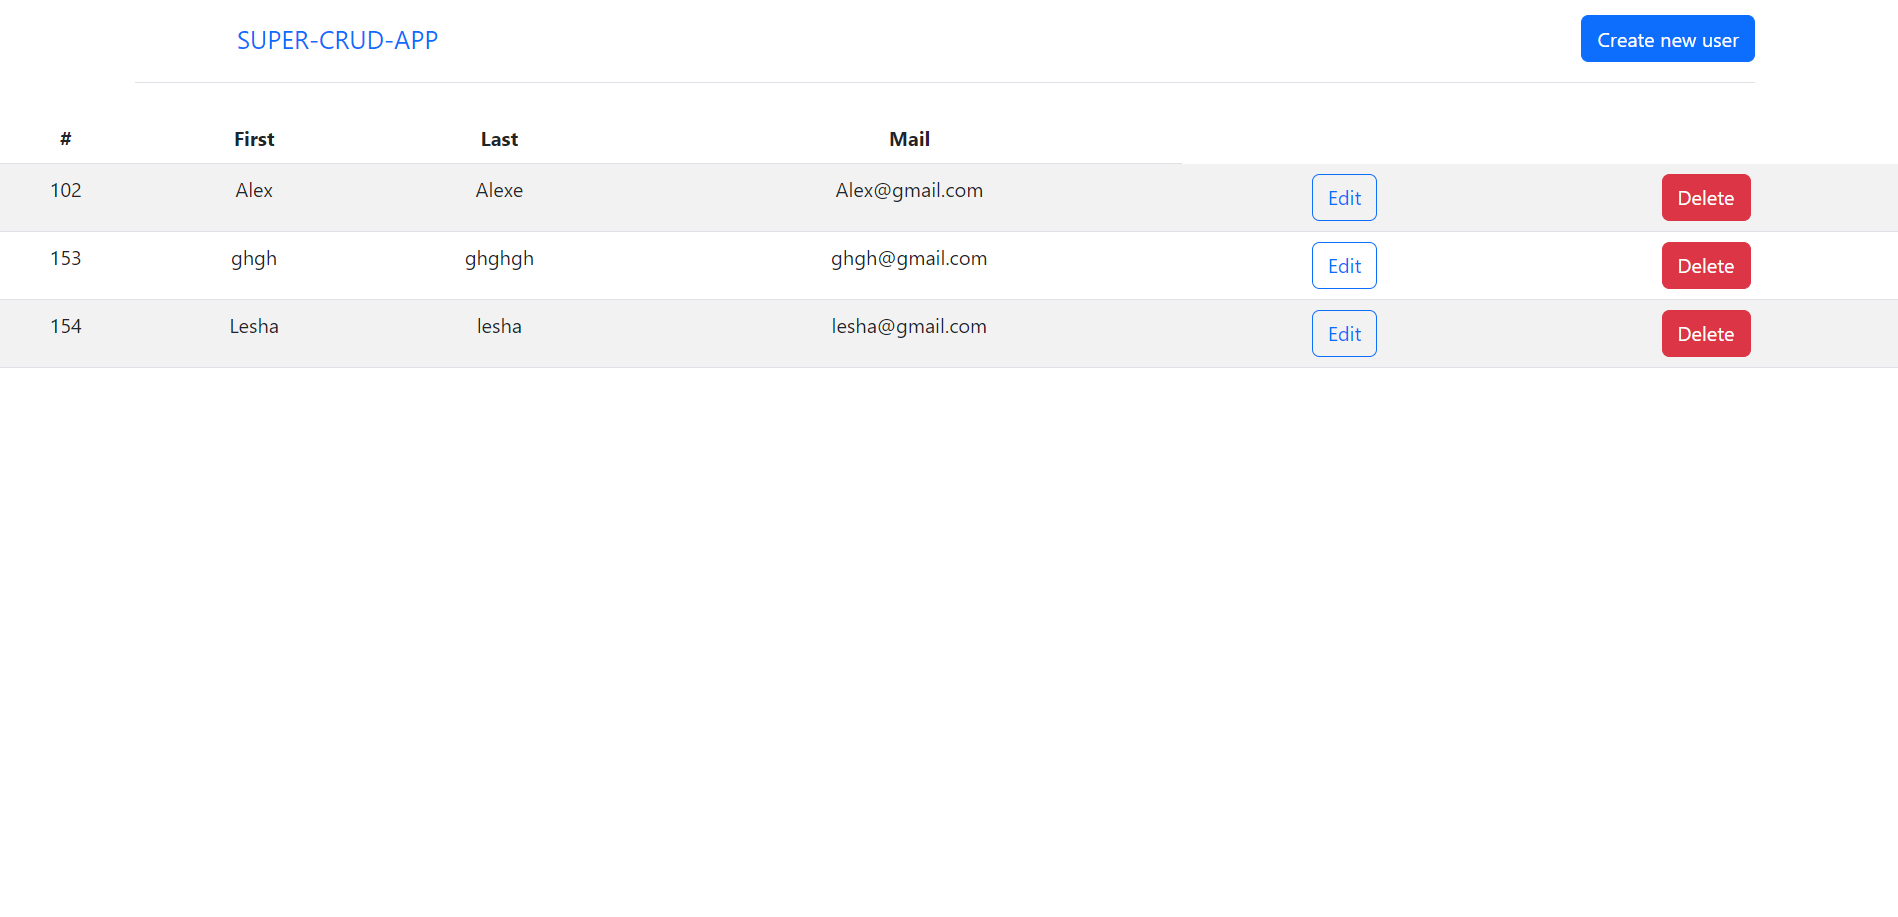 SUPER-CRUD-APP Create new user
# First Last Mail
102 Alex Alexe Alex@gmail.com Edit Delete
153 ghgh ghghgh ghgh@gmail.com Edit Delete
154 Lesha lesha lesha@gmail.com Edit Delete